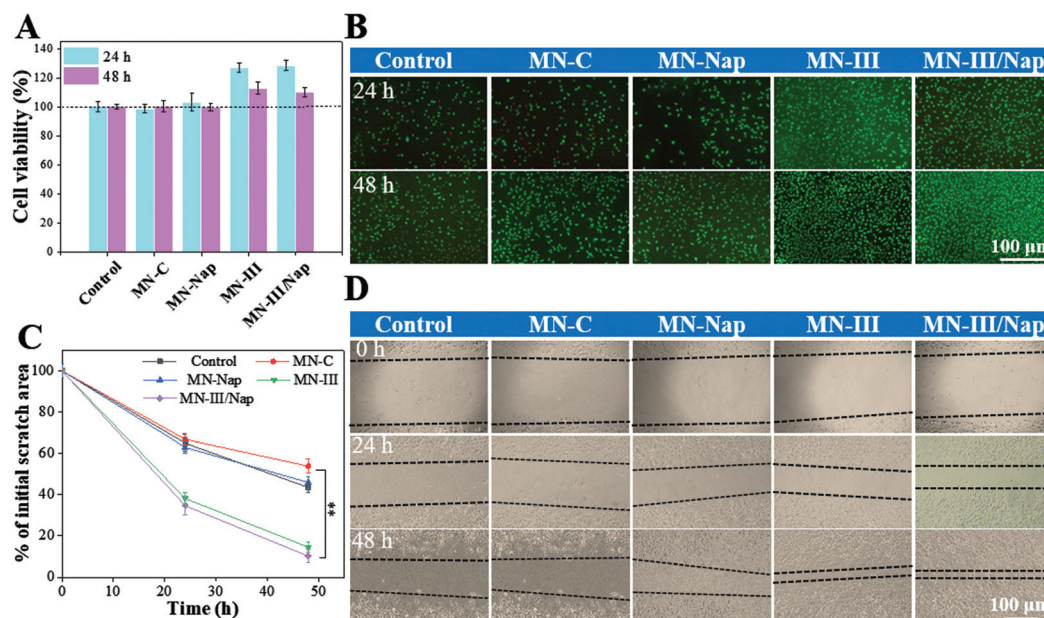 A
Cell viability (%)
140
120
100
80
60
40
20
0
24 h
48 h
Control
MN-C
MN-Nap
MN-III
MN-III/Nap
B
Control MN-C MN-Nap MN-III MN-III/Nap
24 h
48 h
100 μm
C
% of initial scratch area
100
80
60
40
20
0
Control MN-C
MN-Nap MN-III
MN-III/Nap
**
0 10 20 30 40 50
Time (h)
D
Control MN-C MN-Nap MN-III MN-III/Nap
0 h
24 h
48 h
100 μm